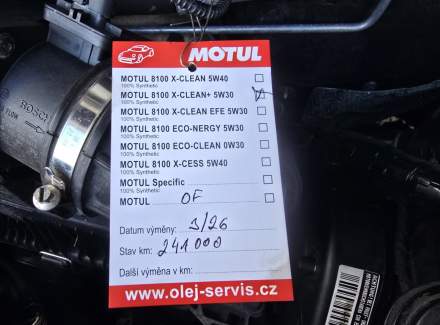 MOTUL
MOTUL 8100 X-CLEAN 5W40
100% Synthetic
MOTUL 8100 X-CLEAN+ 5W30
100% Synthetic
MOTUL 8100 X-CLEAN EFE 5W30
100% Synthetic
MOTUL 8100 ECO-NERGY 5W30
100% Synthetic
MOTUL 8100 ECO-CLEAN 0W30
100% Synthetic
MOTUL 8100 X-CESS 5W40
100% Synthetic
MOTUL Specific
100% Synthetic
MOTUL OF
Datum výměny: 3/26
Stav km: 241000
Další výměna v km:
www.olej-servis.cz
BOSCH
FLOW